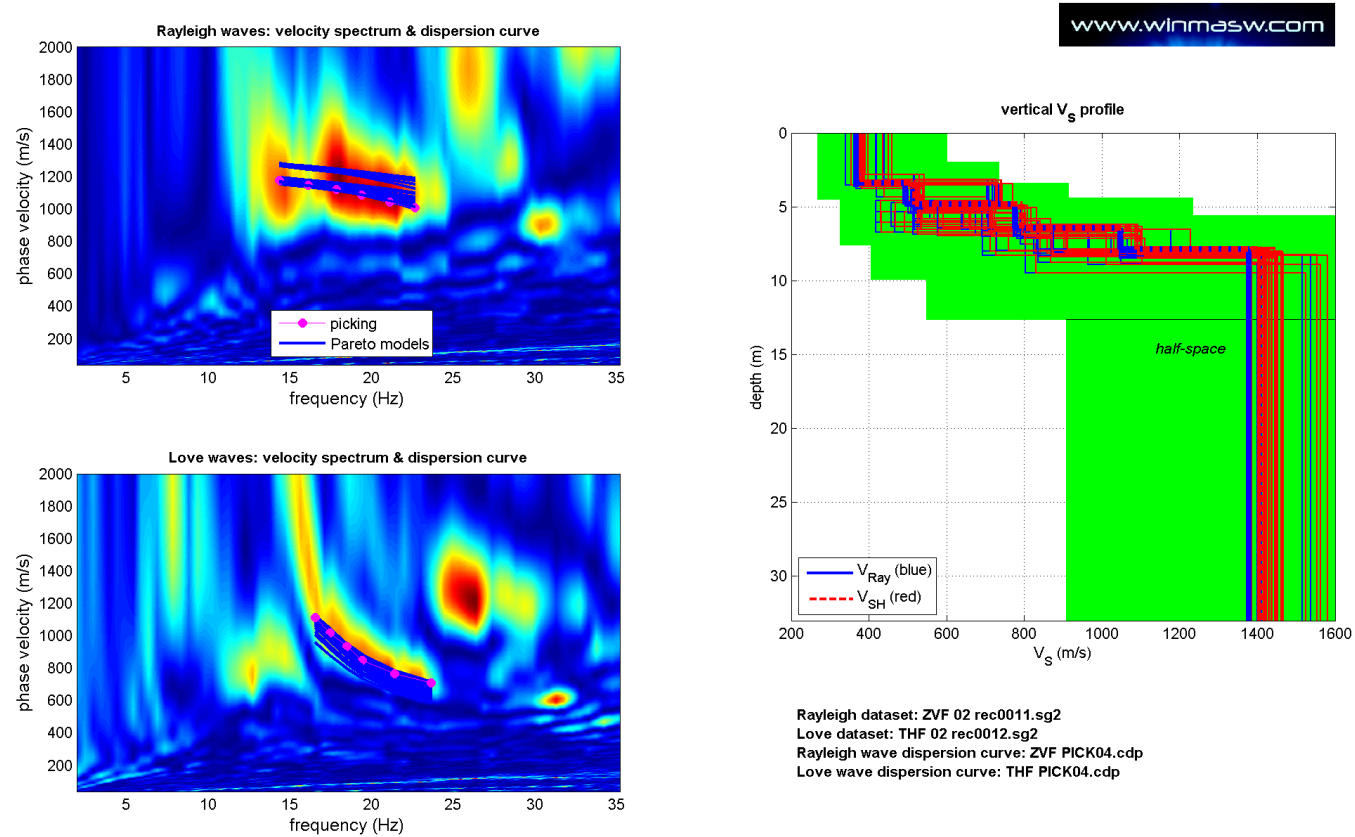 www.winmasw.com
Rayleigh waves: velocity spectrum & dispersion curve
2000
1800
1600
1400
1200
1000
800
600
400
200
phase velocity (m/s)
picking
Pareto models
5 10 15 20 25 30 35
frequency (Hz)
Love waves: velocity spectrum & dispersion curve
2000
1800
1600
1400
1200
1000
800
600
400
200
phase velocity (m/s)
5 10 15 20 25 30 35
frequency (Hz)
vertical VS profile
0
5
10
15
20
25
30
depth (m)
half-space
VRay (blue)
VSH (red)
200 400 600 800 1000 1200 1400 1600
VS (m/s)
Rayleigh dataset: ZVF 02 rec0011.sg2
Love dataset: THF 02 rec0012.sg2
Rayleigh wave dispersion curve: ZVF PICK04.cdp
Love wave dispersion curve: THF PICK04.cdp